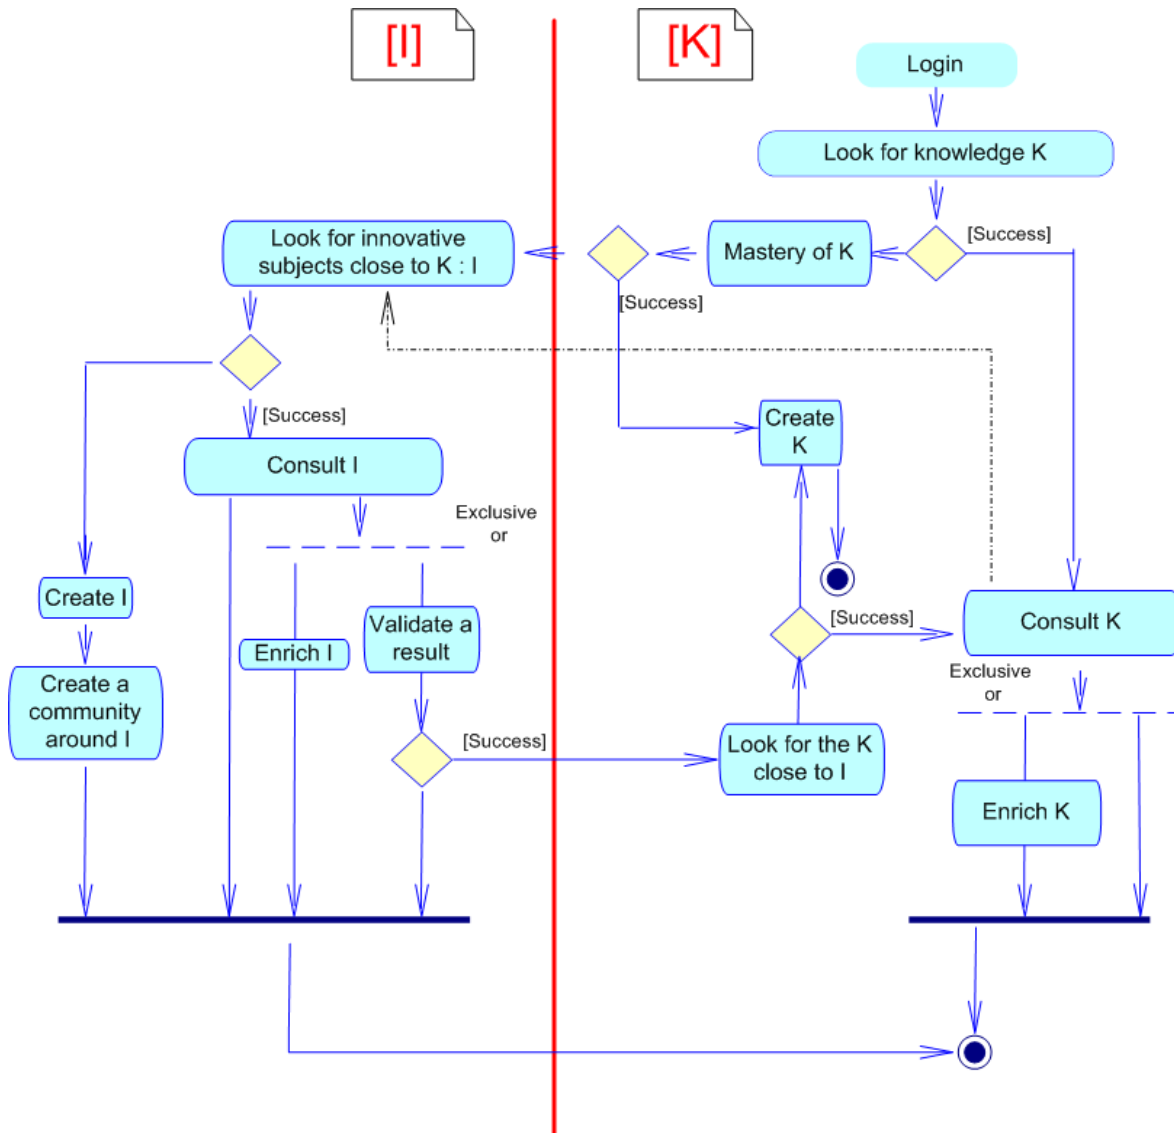 [I]
[K]
Login
Look for knowledge K
[Success]
Look for innovative
subjects close to K : I
Mastery of K
[Success]
[Success]
Create
K
Consult I
Exclusive
or
Create I
Validate a
result
Enrich I
[Success]
Consult K
Exclusive
or
Create a
community
around I
[Success]
Look for the K
close to I
Enrich K